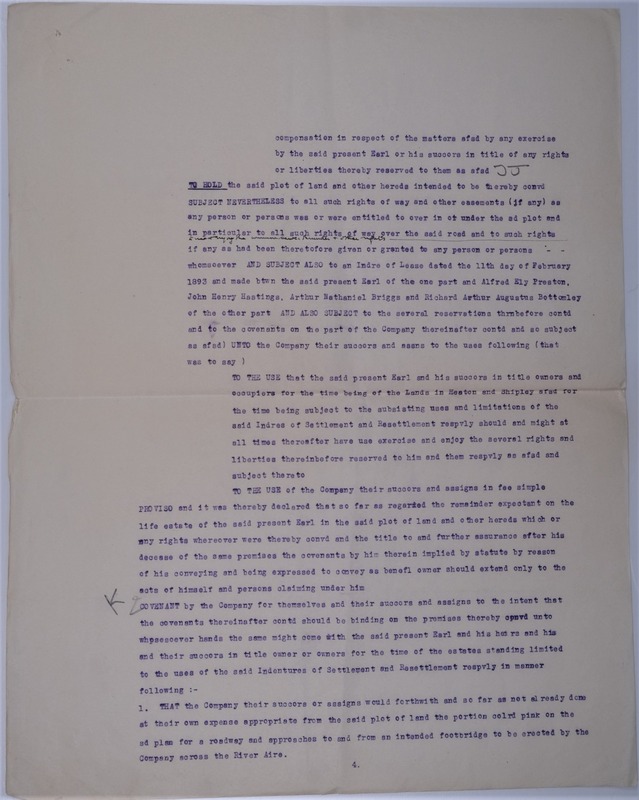 compensation in respect of the matters afsd by any exercise
by the said present Earl or his succors in title of any rights
or liberties thereby reserved to them as afsd
TO HOLD the said plot of land and other hereds intended to be thereby convd
SUBJECT NEVERTHELESS to all such rights of way and other easements (if any) as
any person or persons was or were entitled to over in or under the sd plot and
in particular to all such rights of way over the said road and to such rights
if any as had been theretofore given or granted to any person or persons - -
whomsoever AND SUBJECT ALSO to an Indre of Lease dated the 11th day of February
1893 and made btwn the said present Earl of the one part and Alfred Ely Preston,
John Henry Hastings, Arthur Nathaniel Briggs and Richard Arthur Augustus Bottomley
of the other part AND ALSO SUBJECT to the several reservations thrnbefore contd
and to the covenants on the part of the Company thereinafter contd and so subject
as afsd) UNTO the Company their succors and assns to the uses following (that
was to say )
TO THE USE that the said present Earl and his succors in title owners and
occupiers for the time being of the Lands in Heaton and Shipley afsd for
the time being subject to the subsisting uses and limitations of the
said Indres of Settlement and Resettlement respvly should and might at
all times thereafter have use exercise and enjoy the several rights and
liberties thereinbefore reserved to him and them respvly as afsd and
subject thereto
TO THE USE of the Company their succors and assigns in fee simple
PROVISO and it was thereby declared that so far as regarded the remainder expectant on the
life estate of the said present Earl in the said plot of land and other hereds which or
any rights whereover were thereby convd and the title to and further assurance after his
decease of the same premises the covenants by him therein implied by statute by reason
of his conveying and being expressed to convey as benefl owner should extend only to the
acts of himself and persons claiming under him
COVENANT by the Company for themselves and their succors and assigns to the intent that
the covenants thereinafter contd should be binding on the premises thereby convd unto
whosesoever hands the same might come with the said present Earl and his heirs and his
and their succors in title owner or owners for the time of the estates standing limited
to the uses of the said Indentures of Settlement and Resettlement respvly in manner
following :-
1. THAT the Company their succors or assigns would forthwith and so far as not already done
at their own expense appropriate from the said plot of land the portion colrd pink on the
sd plan for a roadway and approaches to and from an intended footbridge to be erected by the
Company across the River Aire.
4.